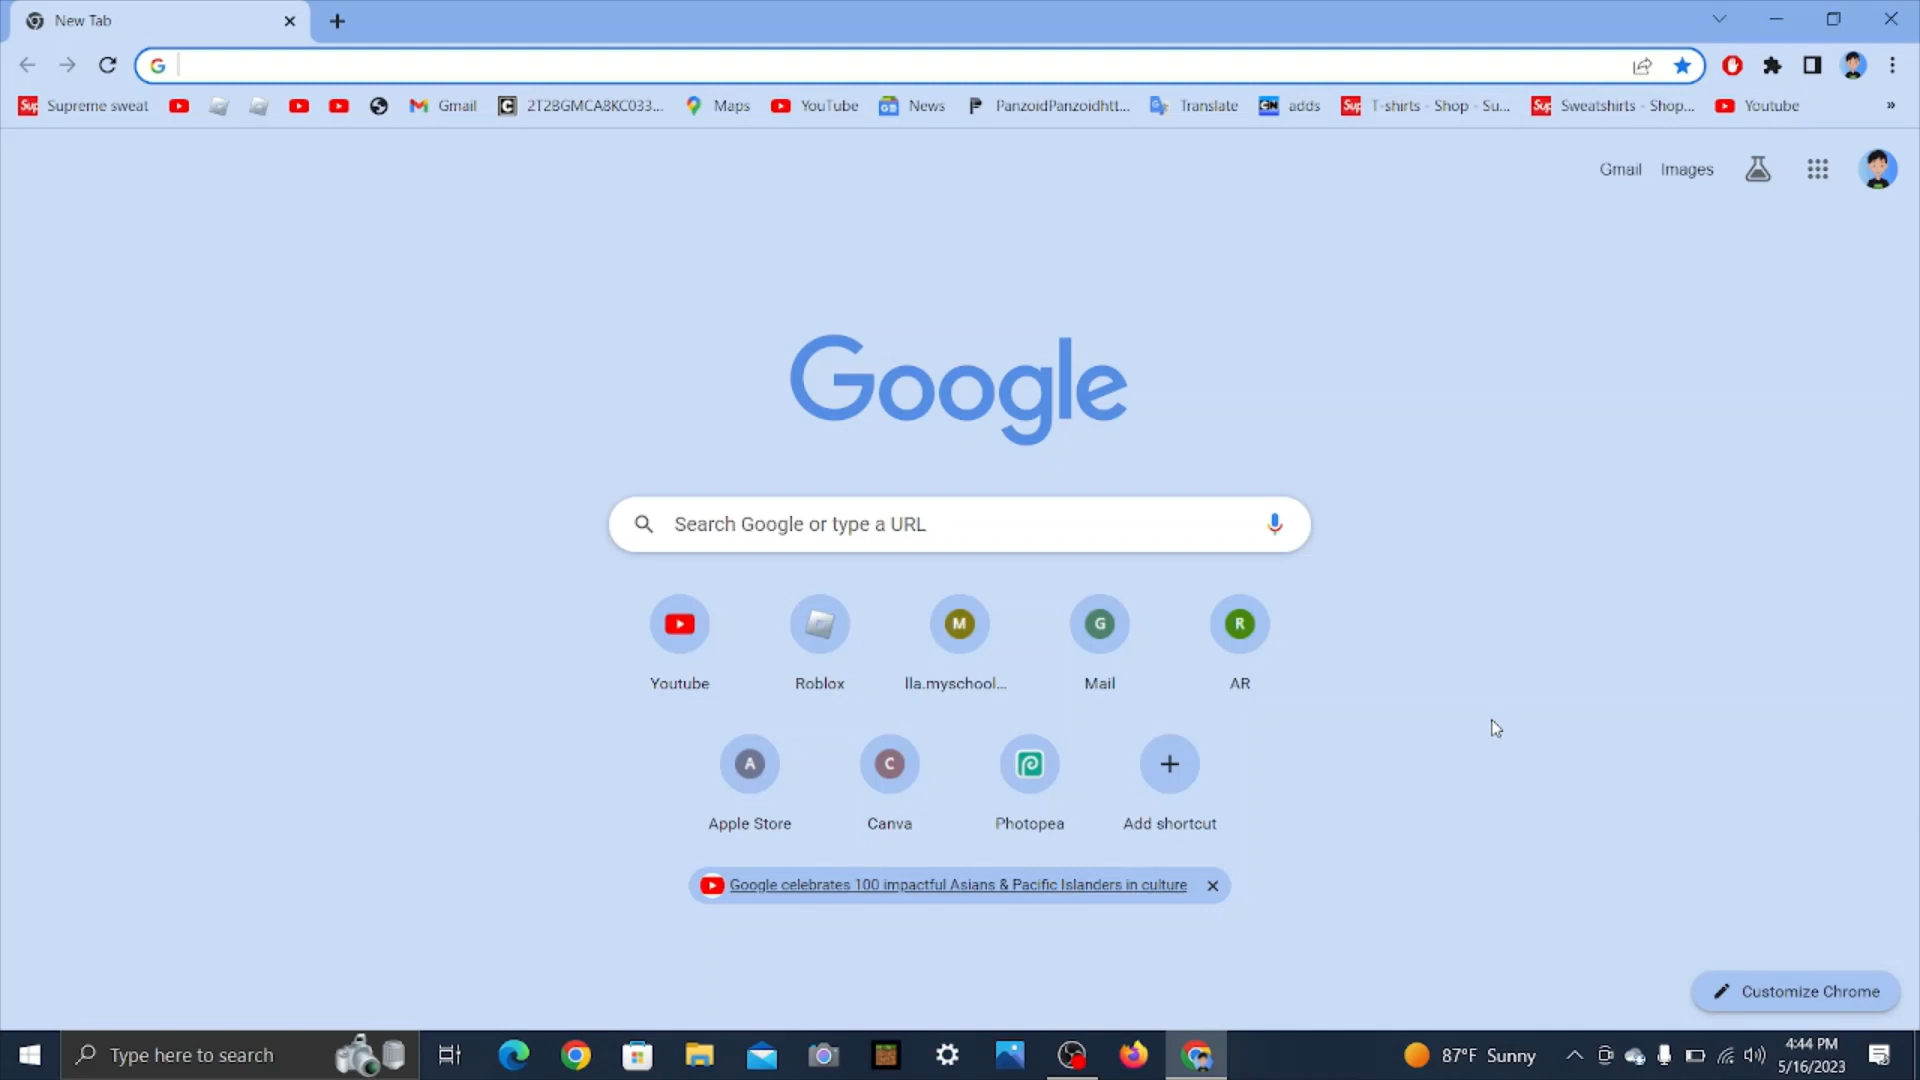 New Tab
Supreme sweat Gmail 2T2BGMCA8KC033... Maps YouTube News PanzoidPanzoidhtt... Translate adds T-shirts - Shop - Su... Sweatshirts - Shop... Youtube »
Gmail Images
Google
Search Google or type a URL
Youtube Roblox lla.myschool... Mail AR
Apple Store Canva Photopea Add shortcut
Google celebrates 100 impactful Asians & Pacific Islanders in culture
Customize Chrome
Type here to search
87°F Sunny
4:44 PM
5/16/2023